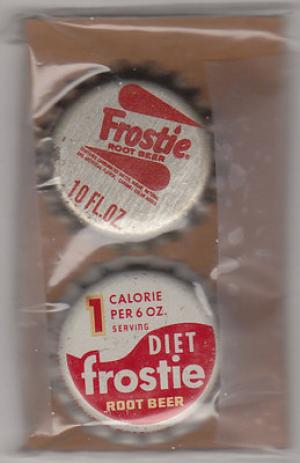 Frostie®
ROOT BEER
10 FL.OZ.
1 CALORIE
PER 6 OZ.
SERVING
DIET
frostie
ROOT BEER